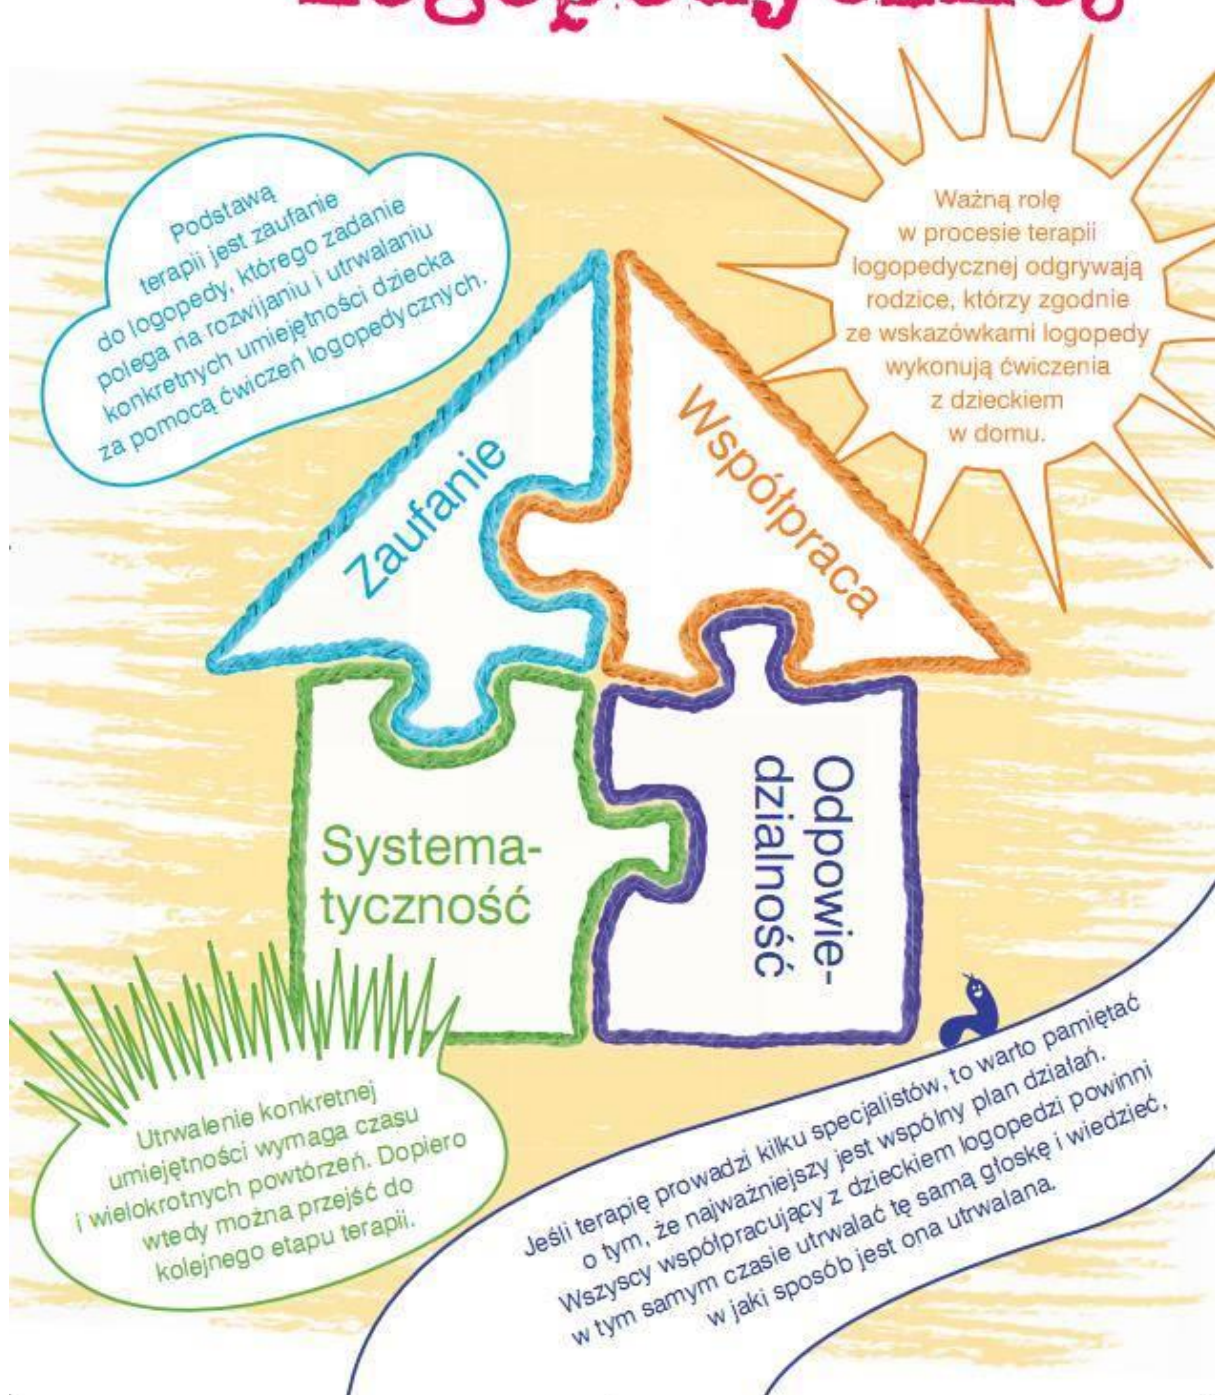 logopedycznej
Podstawą
terapii jest zaufanie
do logopedy, którego zadanie
polega na rozwijaniu i utrwalaniu
konkretnych umiejętności dziecka
za pomocą ćwiczeń logopedycznych.
Ważną rolę
w procesie terapii
logopedycznej odgrywają
rodzice, którzy zgodnie
ze wskazówkami logopedy
wykonują ćwiczenia
z dzieckiem
w domu.
Zaufanie
Współpraca
Systema-
tyczność
Odpowie-
dzialność
Utrwalenie konkretnej
umiejętności wymaga czasu
i wielokrotnych powtórzeń. Dopiero
wtedy można przejść do
kolejnego etapu terapii.
Jeśli terapię prowadzi kilku specjalistów, to warto pamiętać
o tym, że najważniejszy jest wspólny plan działań.
Wszyscy współpracujący z dzieckiem logopedzi powinni
w tym samym czasie utrwalać tę samą głoskę i wiedzieć,
w jaki sposób jest ona utrwalana.